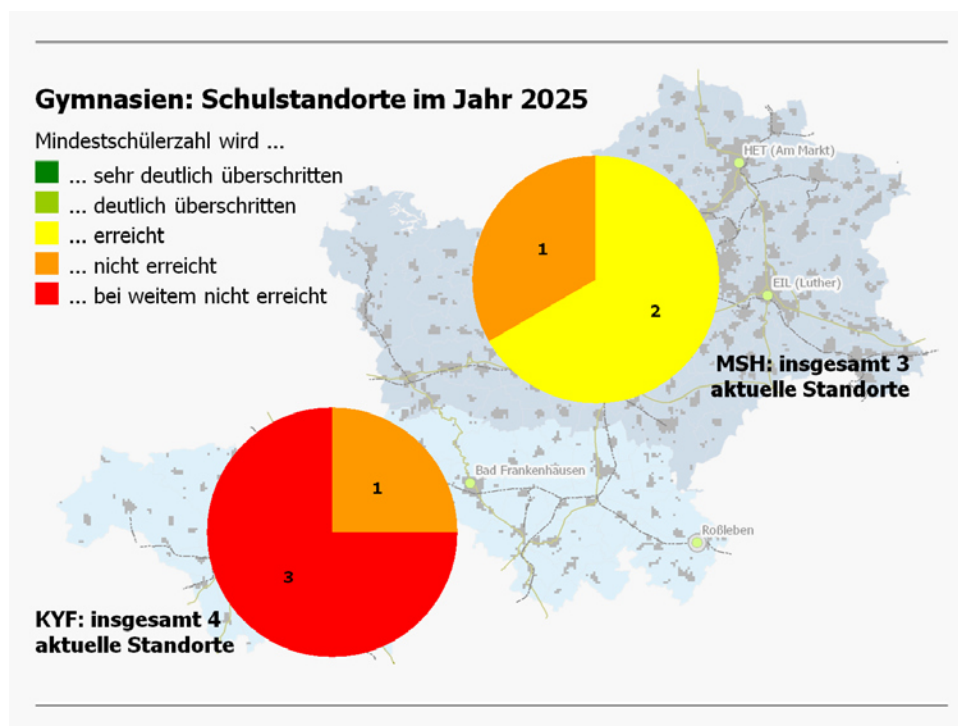 Gymnasien: Schulstandorte im Jahr 2025
Mindestschülerzahl wird ...
... sehr deutlich überschritten
... deutlich überschritten
... erreicht
... nicht erreicht
... bei weitem nicht erreicht
HET (Am Markt)
EIL (Luther)
1
2
MSH: insgesamt 3
aktuelle Standorte
Bad Frankenhausen
Roßleben
1
3
KYF: insgesamt 4
aktuelle Standorte